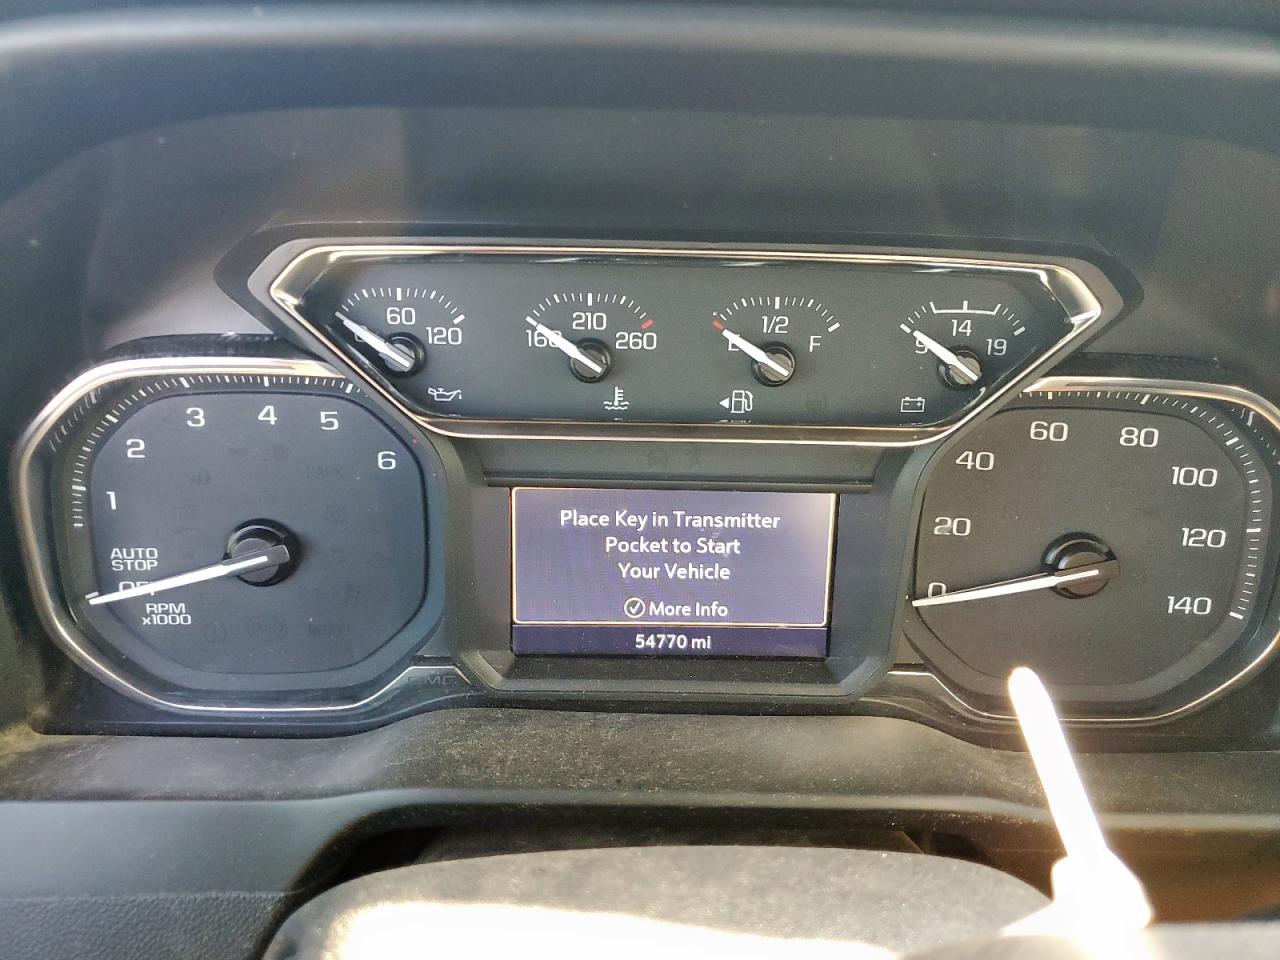 60
120
210
160
260
1/2
E
F
14
9
19
1
2
3
4
5
6
AUTO
STOP
OFF
RPM
x1000
PARK
GMC
Place Key in Transmitter
Pocket to Start
Your Vehicle
More Info
54770 mi
0
20
40
60
80
100
120
140